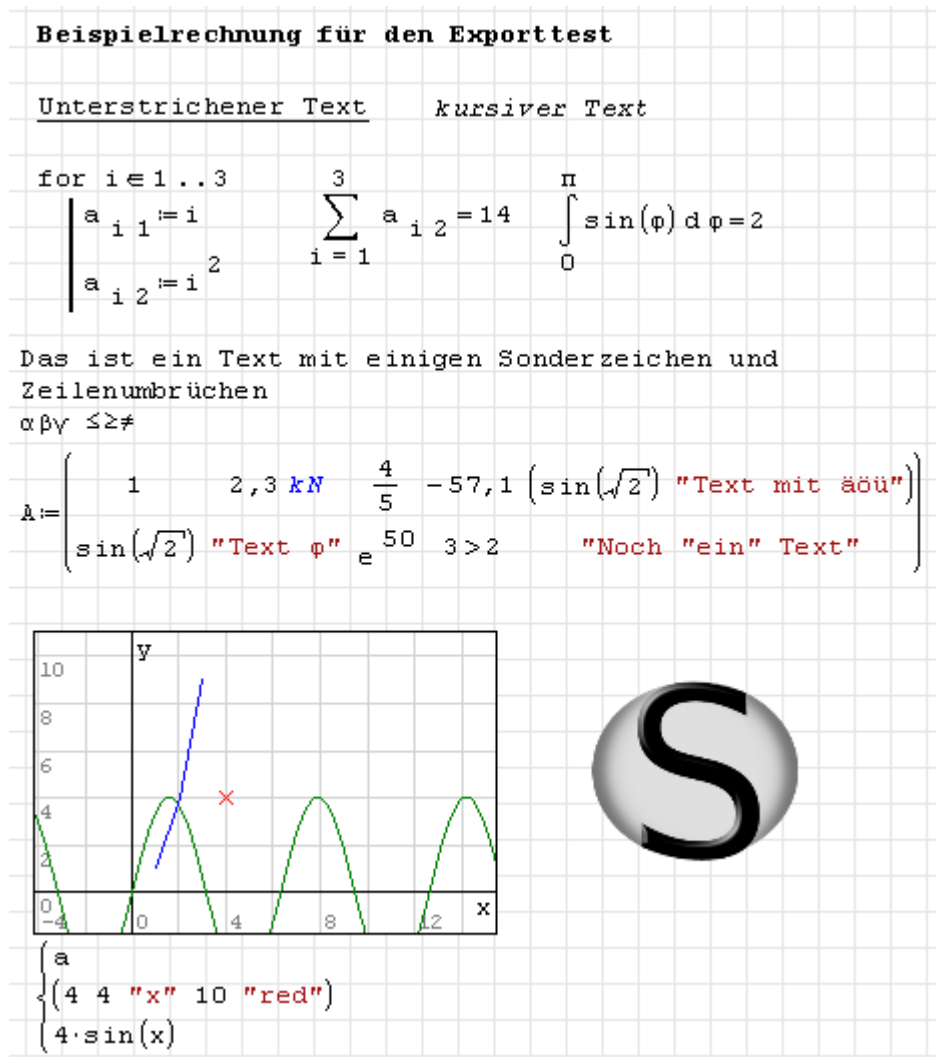 Beispielrechnung für den Exporttest
Unterstrichener Text kursiver Text
for i∈1..3
a i 1 ≔ i
a i 2 ≔ i 2
3
∑ a i 2 = 14
i = 1
π
∫ sin(φ) d φ = 2
0
Das ist ein Text mit einigen Sonderzeichen und
Zeilenumbrüchen
αβγ ≤≥≠
A≔
1 2,3 kN 4/5 -57,1 (sin(√2) "Text mit äöü")
sin(√2) "Text φ" e 50 3>2 "Noch "ein" Text"
y
10
8
6
4
2
0
-4 0 4 8 12 x
S
a
(4 4 "x" 10 "red")
4·sin(x)